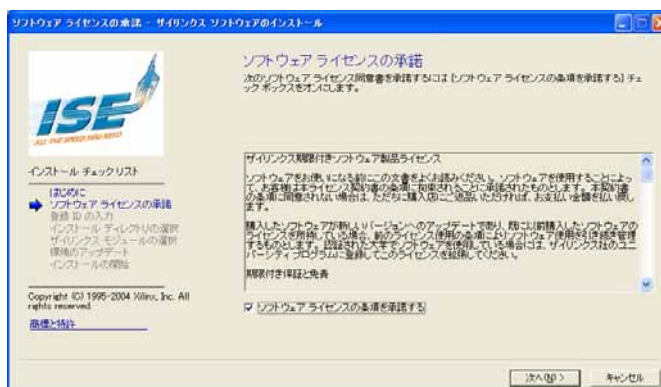 ソフトウェア ライセンスの承諾 - ザイリンクス ソフトウェアのインストール
ISE
ALL THE SPEED YOU NEED
インストール チェックリスト
はじめに
ソフトウェア ライセンスの承諾
登録 ID の入力
インストール ディレクトリの選択
ザイリンクス モジュールの選択
環境のアップデート
インストールの開始
Copyright (C) 1995-2004 Xilinx, Inc. All
rights reserved.
商標と特許
ソフトウェア ライセンスの承諾
次のソフトウェア ライセンス同意書を承諾するには [ソフトウェア ライセンスの条項を承諾する] チェ
ック ボックスをオンにします。
ザイリンクス期限付きソフトウェア製品ライセンス
ソフトウェアをお使いになる前にこの文書をよくお読みください。ソフトウェアを使用することによっ
て、お客様は本ライセンス契約書の条項に拘束されることに承諾されたものとします。本契約書
の条項に同意されない場合は、ただちに購入店にご返品いただければ、お支払い金額を払い戻し
ます。
購入したソフトウェアが新しいバージョンへのアップデートであり、既に以前購入したソフトウェアの
ライセンスを所持している場合、前のライセンス使用の条項によりソフトウェア使用を引き続き管理
するものとします。認証された大学でソフトウェアを使用している場合には、ザイリンクス社のユニ
バーシティ プログラムに登録してこのライセンスを拡張してください。
期限付き保証と免責
ソフトウェア ライセンスの条項を承諾する
次へ(N) >
キャンセル